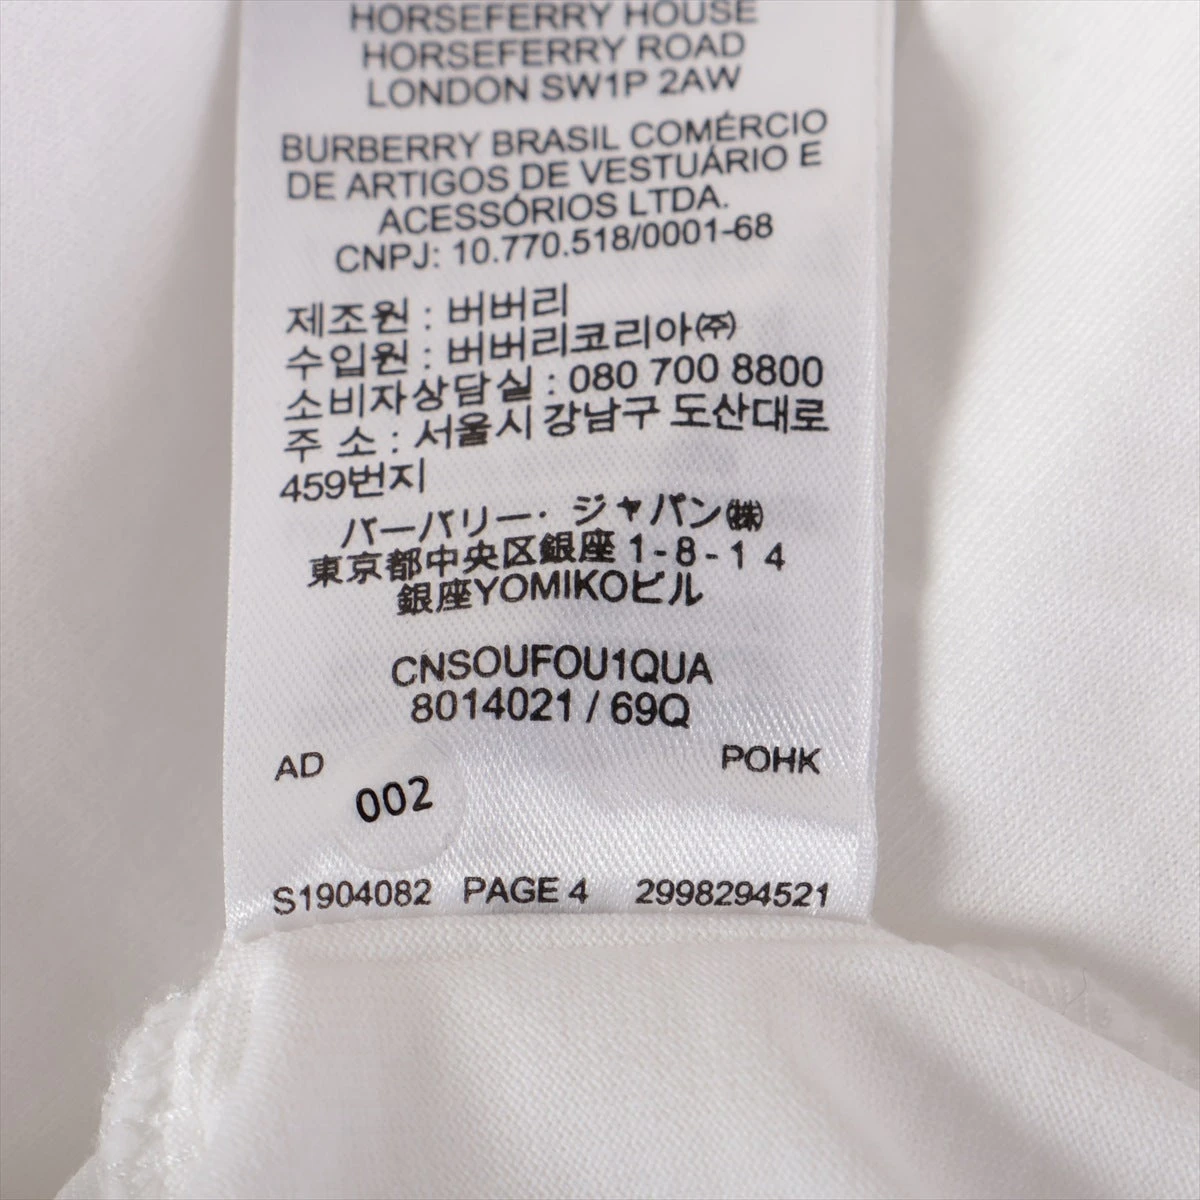 HORSEFERRY HOUSE
HORSEFERRY ROAD
LONDON SW1P 2AW
BURBERRY BRASIL COMÉRCIO
DE ARTIGOS DE VESTUÁRIO E
ACESSÓRIOS LTDA.
CNPJ: 10.770.518/0001-68
제조원 : 버버리
수입원 : 버버리코리아㈜
소비자상담실 : 080 700 8800
주 소 : 서울시 강남구 도산대로
459번지
バーバリー・ジャパン㈱
東京都中央区銀座 1-8-14
銀座YOMIKOビル
CNSOUFOU1QUA
8014021 / 69Q
AD POHK
002
S1904082 PAGE 4 2998294521